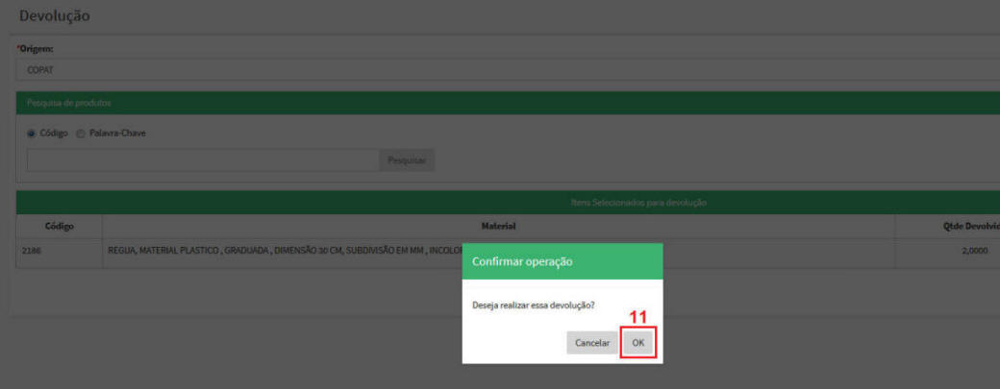 Devolução
*Origem:
COPAT
Pesquisa de produtos
Código Palavra-Chave
Pesquisar
Itens Selecionados para devolução
Código Material Qtde Devolvid
2186 REGUA, MATERIAL PLASTICO , GRADUADA , DIMENSÃO 30 CM, SUBDIVISÃO EM MM , INCOLO 2,0000
Confirmar operação
Deseja realizar essa devolução?
11
Cancelar OK